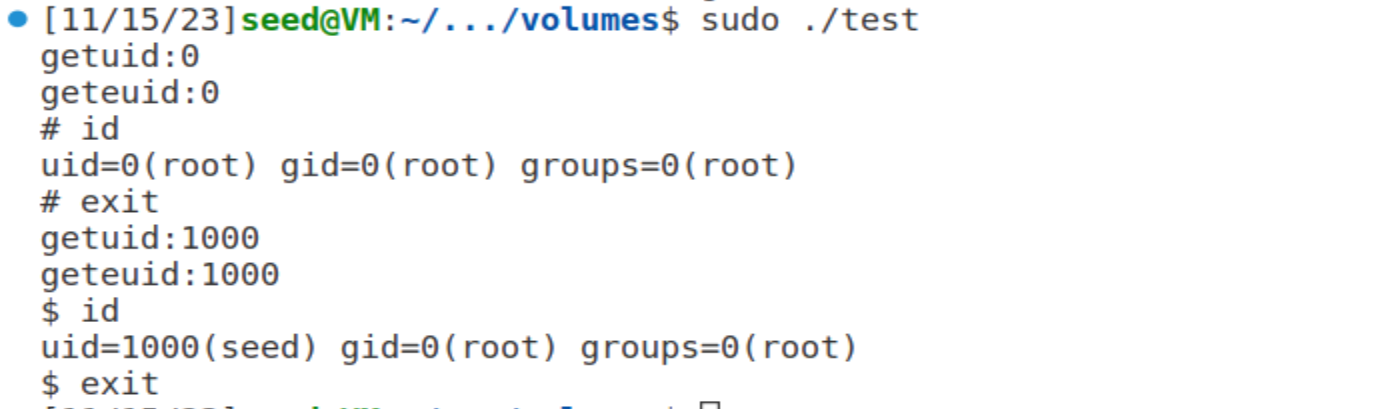 [11/15/23]seed@VM:~/.../volumes$ sudo ./test
getuid:0
geteuid:0
# id
uid=0(root) gid=0(root) groups=0(root)
# exit
getuid:1000
geteuid:1000
$ id
uid=1000(seed) gid=0(root) groups=0(root)
$ exit